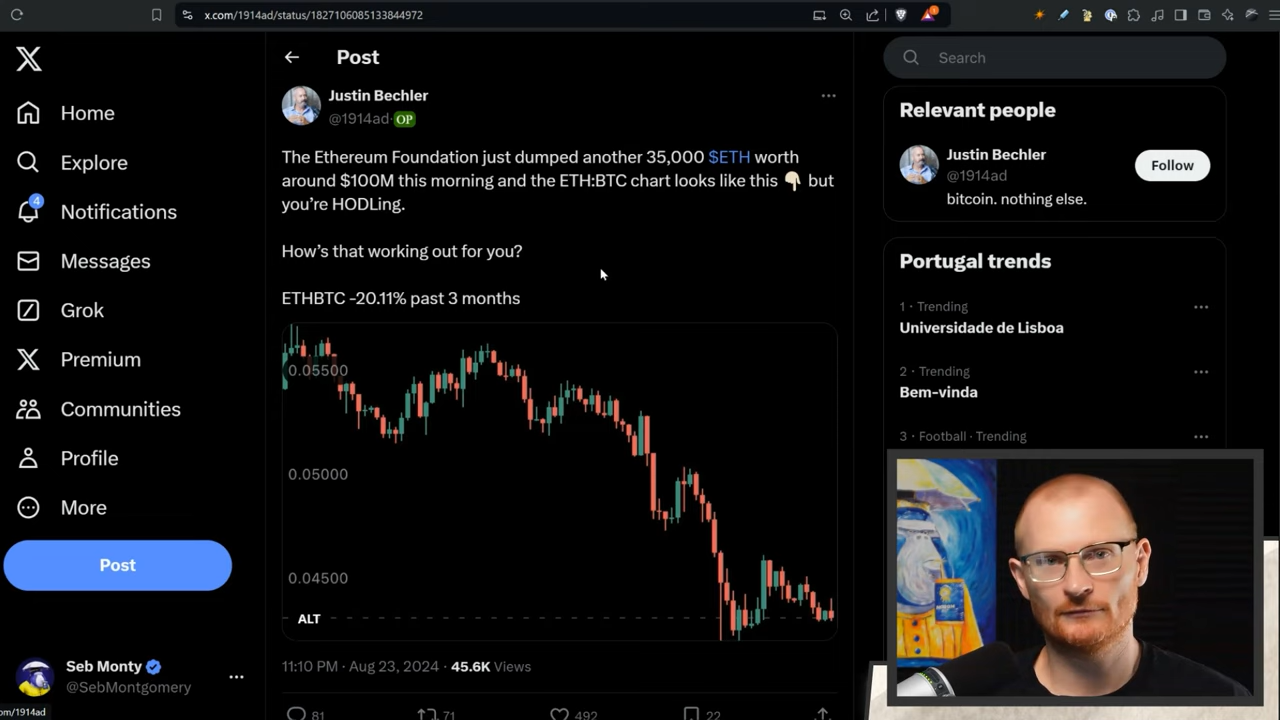 x.com/1914ad/status/1827106085133844972
Home
Explore
4
Notifications
Messages
Grok
Premium
Communities
Profile
More
Post
Seb Monty
@SebMontgomery
om/1914ad
Post
Justin Bechler
@1914ad OP
The Ethereum Foundation just dumped another 35,000 $ETH worth
around $100M this morning and the ETH:BTC chart looks like this 👇🏻 but
you’re HODLing.
How’s that working out for you?
ETHBTC -20.11% past 3 months
0.05500
0.05000
0.04500
ALT
11:10 PM · Aug 23, 2024 · 45.6K Views
81
71
492
22
Search
Relevant people
Justin Bechler
@1914ad
Follow
bitcoin. nothing else.
Portugal trends
1 · Trending
Universidade de Lisboa
2 · Trending
Bem-vinda
3 · Football · Trending